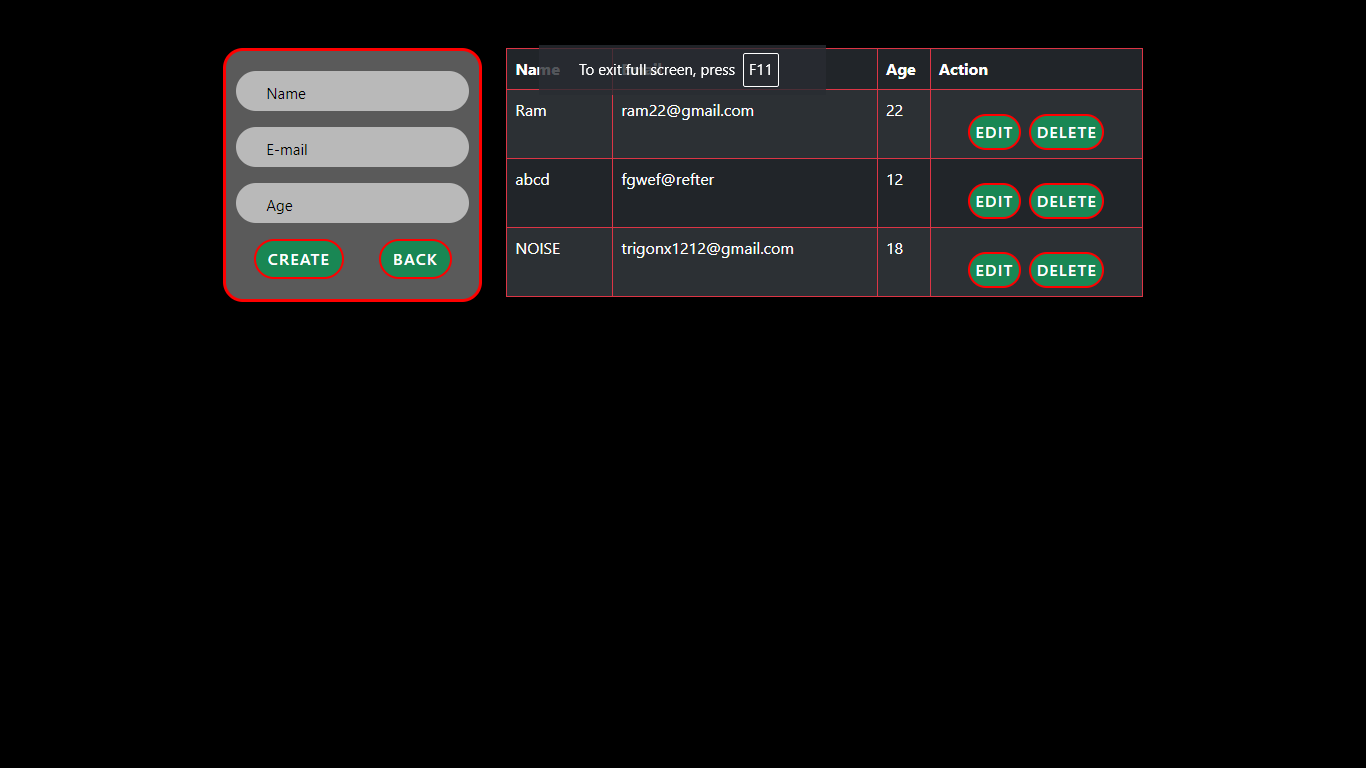 Name
E-mail
Age
CREATE BACK
To exit full screen, press F11
Name Age Action
Ram ram22@gmail.com 22 EDIT DELETE
abcd fgwef@refter 12 EDIT DELETE
NOISE trigonx1212@gmail.com 18 EDIT DELETE